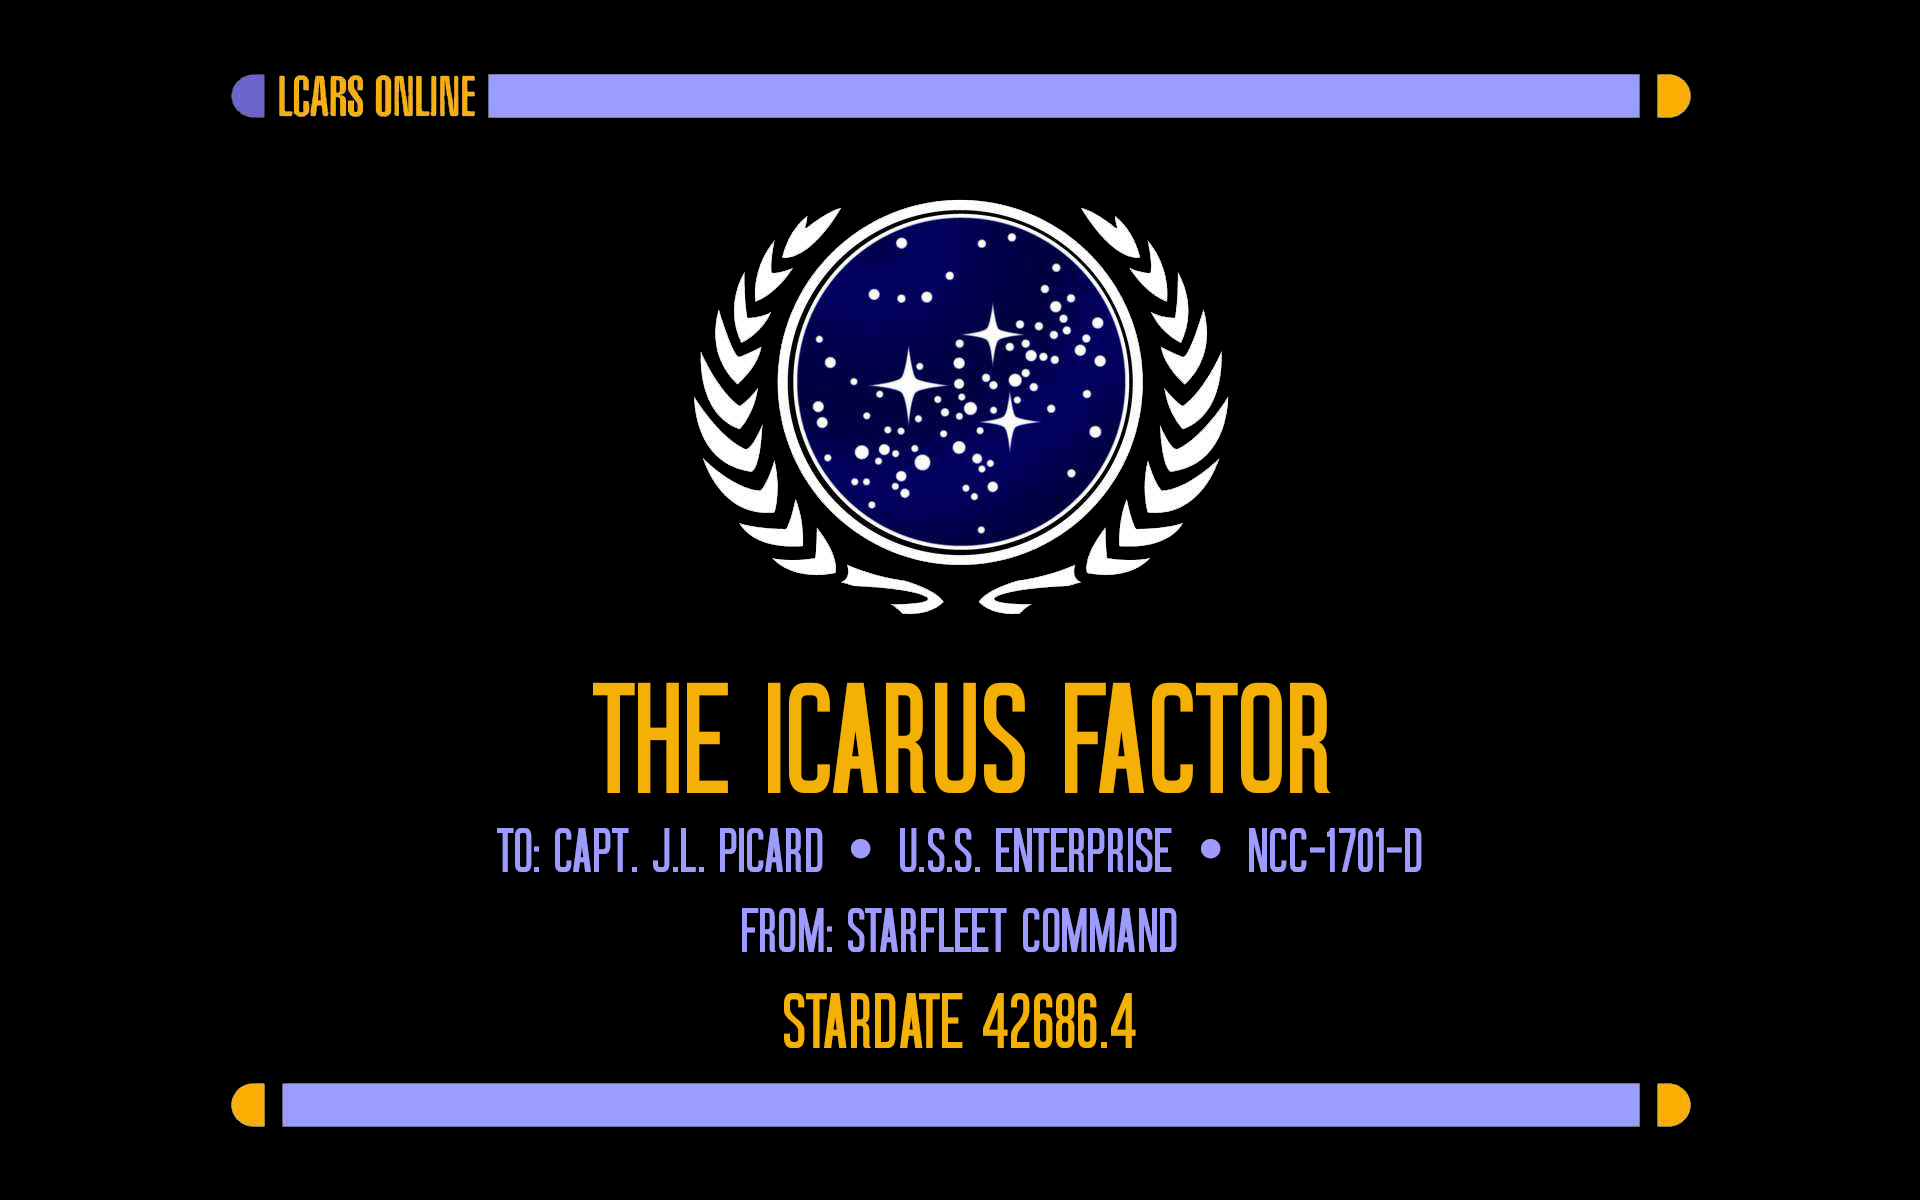 LCARS ONLINE
THE ICARUS FACTOR
TO: CAPT. J.L. PICARD • U.S.S. ENTERPRISE • NCC-1701-D
FROM: STARFLEET COMMAND
STARDATE 42686.4